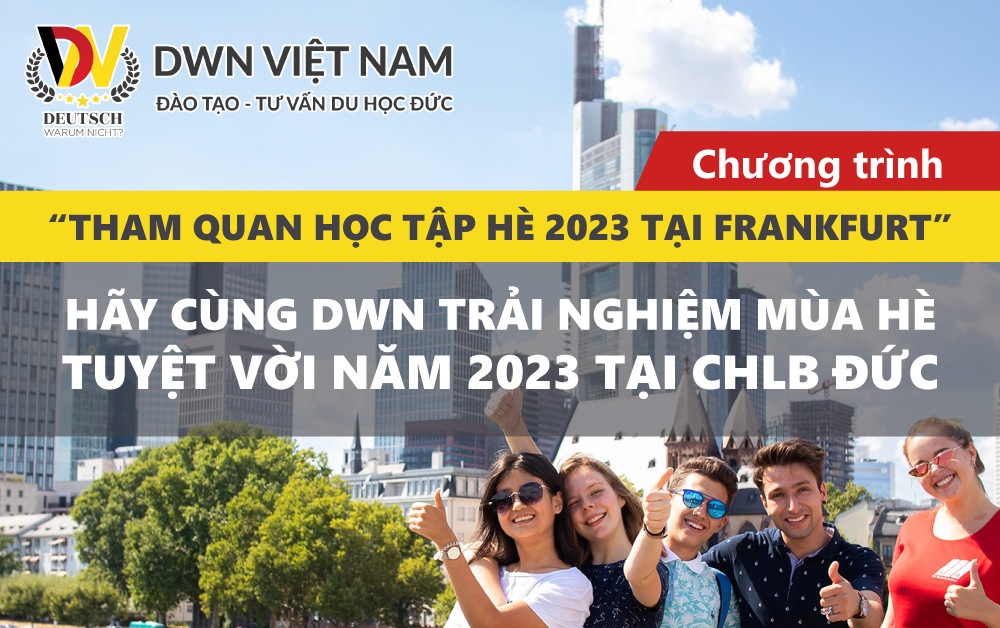 DV
DEUTSCH
WARUM NICHT?
DWN VIỆT NAM
ĐÀO TẠO - TƯ VẤN DU HỌC ĐỨC
Chương trình
“THAM QUAN HỌC TẬP HÈ 2023 TẠI FRANKFURT”
HÃY CÙNG DWN TRẢI NGHIỆM MÙA HÈ
TUYỆT VỜI NĂM 2023 TẠI CHLB ĐỨC